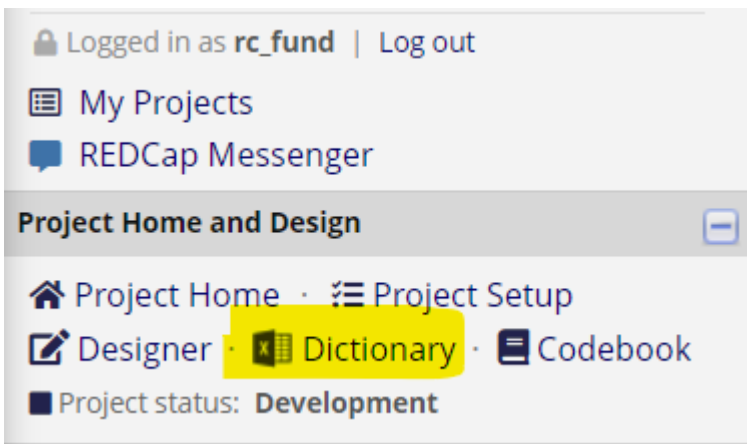 Logged in as rc_fund | Log out
My Projects
REDCap Messenger
Project Home and Design
Project Home · Project Setup
Designer · Dictionary · Codebook
Project status: Development